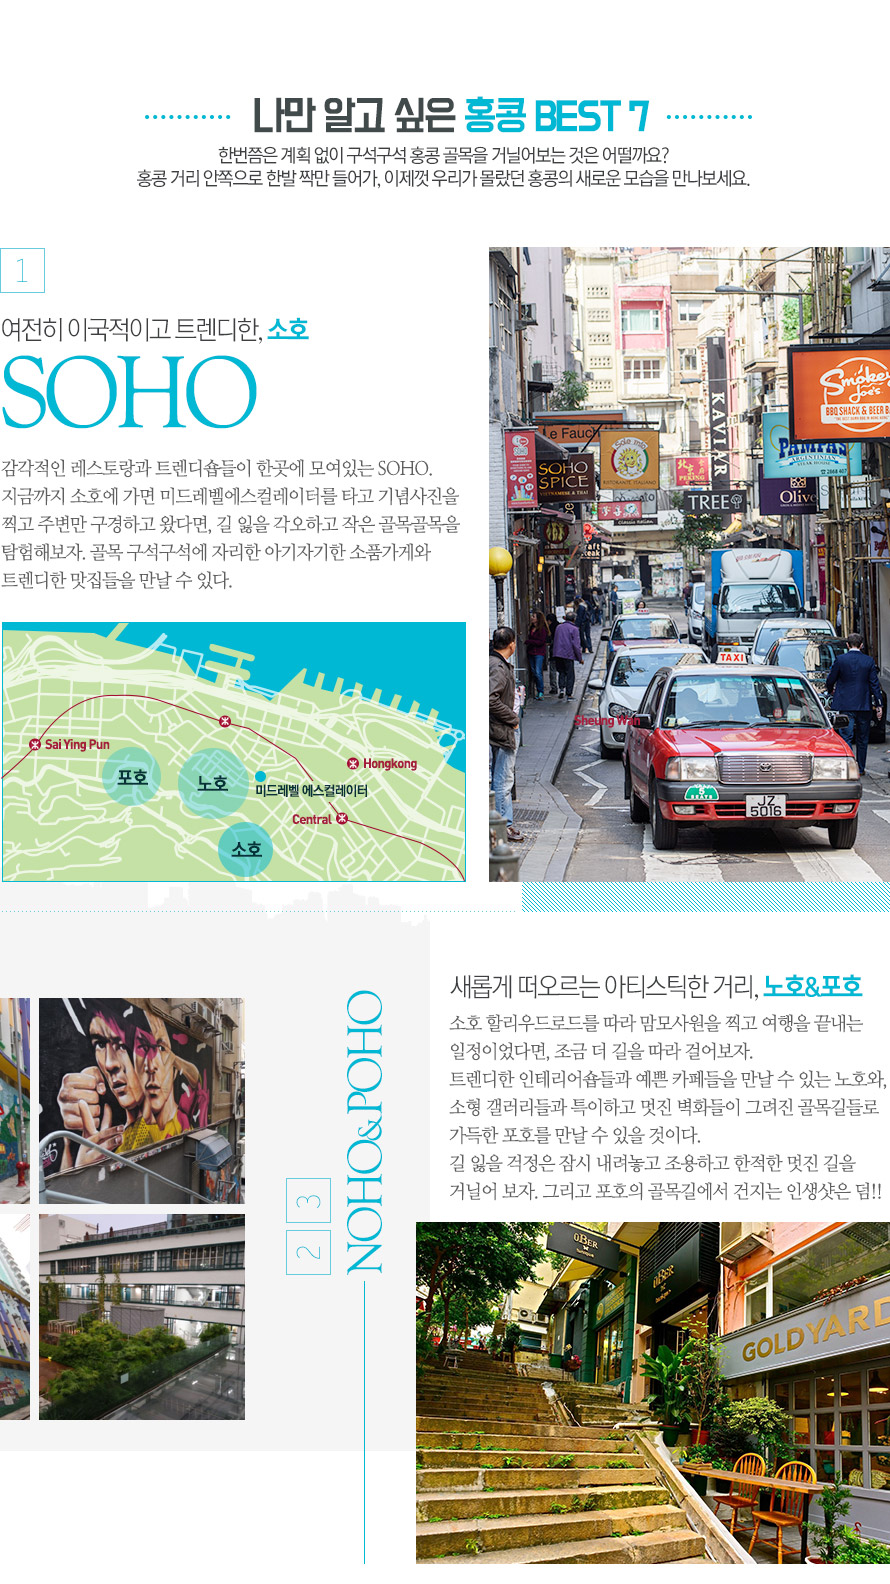 나만 알고 싶은 홍콩 BEST 7
한번쯤은 계획 없이 구석구석 홍콩 골목을 거닐어보는 것은 어떨까요?
홍콩 거리 안쪽으로 한발 짝만 들어가, 이제껏 우리가 몰랐던 홍콩의 새로운 모습을 만나보세요.
1
여전히 이국적이고 트렌디한, 소호
SOHO
감각적인 레스토랑과 트렌디숍들이 한곳에 모여있는 SOHO.
지금까지 소호에 가면 미드레벨에스컬레이터를 타고 기념사진을
찍고 주변만 구경하고 왔다면, 길 잃을 각오하고 작은 골목골목을
탐험해보자. 골목 구석구석에 자리한 아기자기한 소품가게와
트렌디한 맛집들을 만날 수 있다.
Sai Ying Pun
포호
노호
미드레벨 에스컬레이터
Hongkong
Central
소호
Smokey
Joe's
BBQ SHACK & BEER B
KAVIAR
Le Fauch
SOHO
SPICE
VIETNAMESE & THAI
Sole mio
RISTORANTE ITALIANO
北京
PEKING
PAMPAS
ARGENTINIAN
STEAK HOUSE
2868 407
Olive
TREE
Classic
craft
steak
TAXI
Sheung Wan
5
SEATS
JZ
5016
NOHO&POHO
2 3
새롭게 떠오르는 아티스틱한 거리, 노호&포호
소호 할리우드로드를 따라 맘모사원을 찍고 여행을 끝내는
일정이었다면, 조금 더 길을 따라 걸어보자.
트렌디한 인테리어숍들과 예쁜 카페들을 만날 수 있는 노호와,
소형 갤러리들과 특이하고 멋진 벽화들이 그려진 골목길들로
가득한 포호를 만날 수 있을 것이다.
길 잃을 걱정은 잠시 내려놓고 조용하고 한적한 멋진 길을
거닐어 보자. 그리고 포호의 골목길에서 건지는 인생샷은 덤!!
ÜBER
ÜBER
GOLDYARD